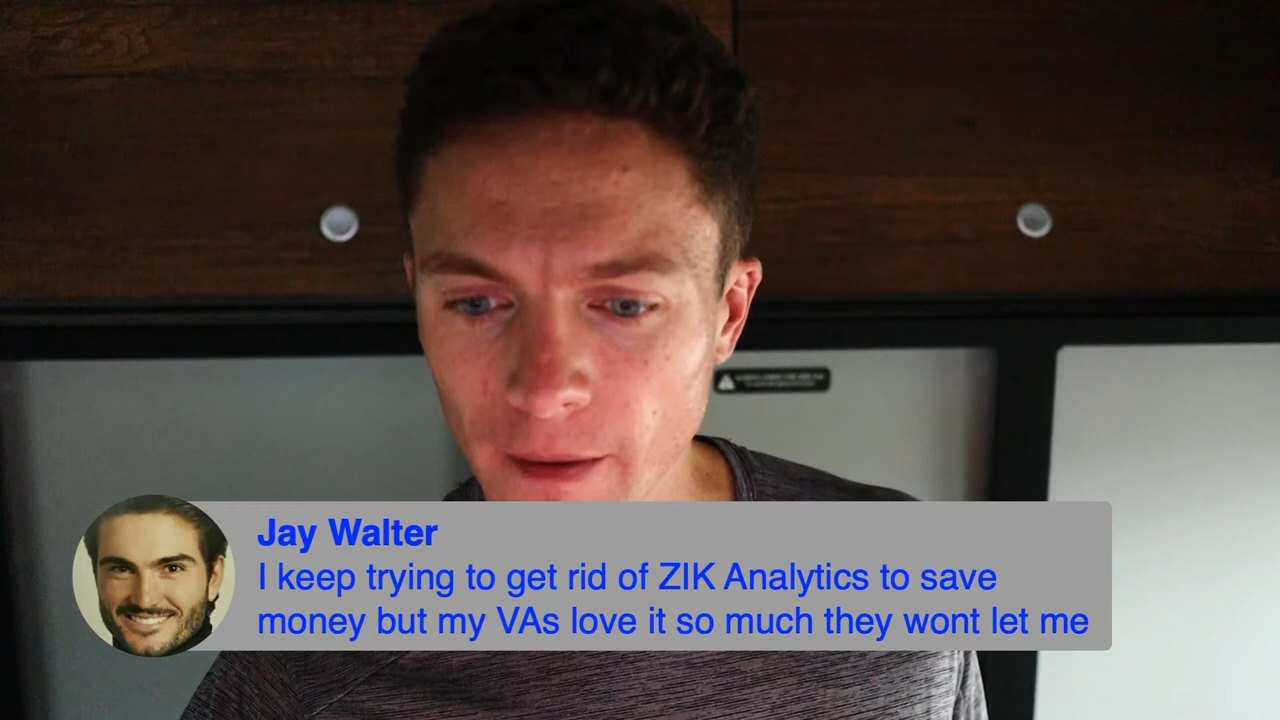 Jay Walter
I keep trying to get rid of ZIK Analytics to save
money but my VAs love it so much they wont let me